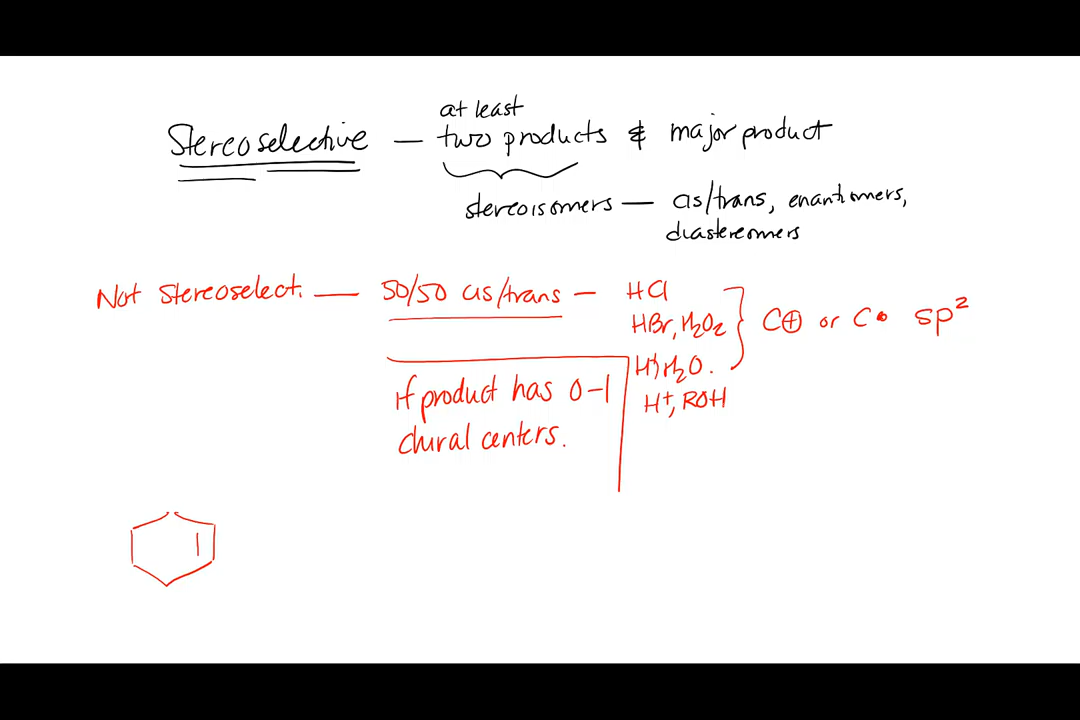 at least
Stereoselective — two products & major product
stereoisomers — cis/trans, enantiomers,
diastereomers
Not stereoselect. — 50/50 cis/trans — HCl
HBr, H2O2 } C⊕ or C• sp²
H+, H2O.
H+, ROH
if product has 0-1
chiral centers.